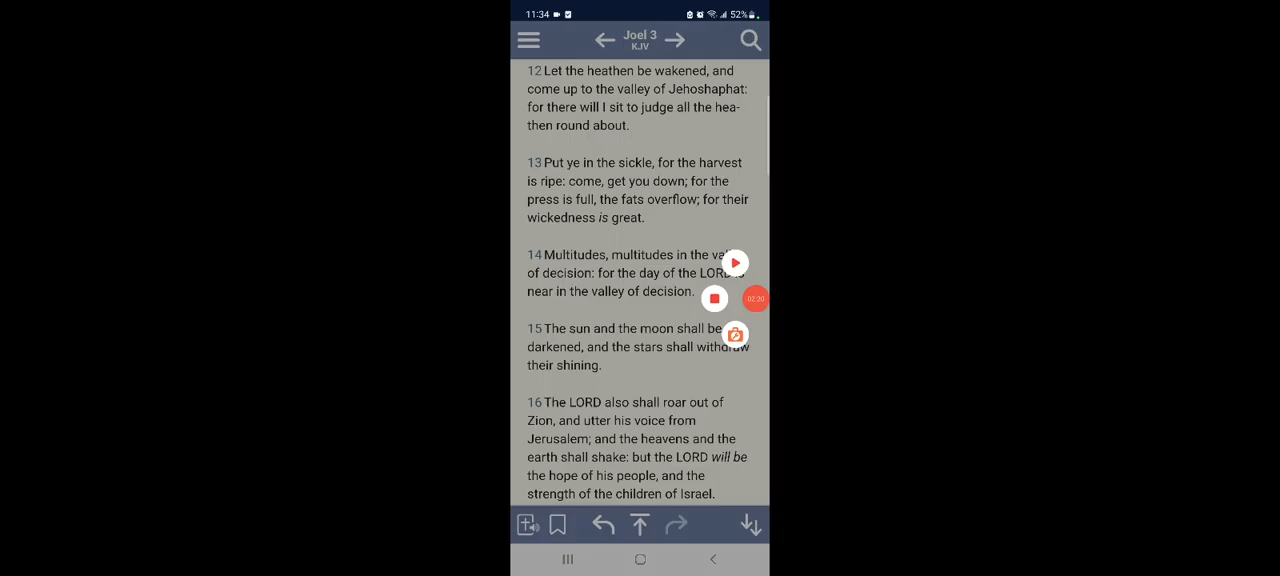 11:34
52%
Joel 3
KJV
12 Let the heathen be wakened, and
come up to the valley of Jehoshaphat:
for there will I sit to judge all the hea-
then round about.
13 Put ye in the sickle, for the harvest
is ripe: come, get you down; for the
press is full, the fats overflow; for their
wickedness is great.
14 Multitudes, multitudes in the
of decision: for the day of the LORD is
near in the valley of decision.
02:20
15 The sun and the moon shall be
darkened, and the stars shall withdraw
their shining.
16 The LORD also shall roar out of
Zion, and utter his voice from
Jerusalem; and the heavens and the
earth shall shake: but the LORD will be
the hope of his people, and the
strength of the children of Israel.